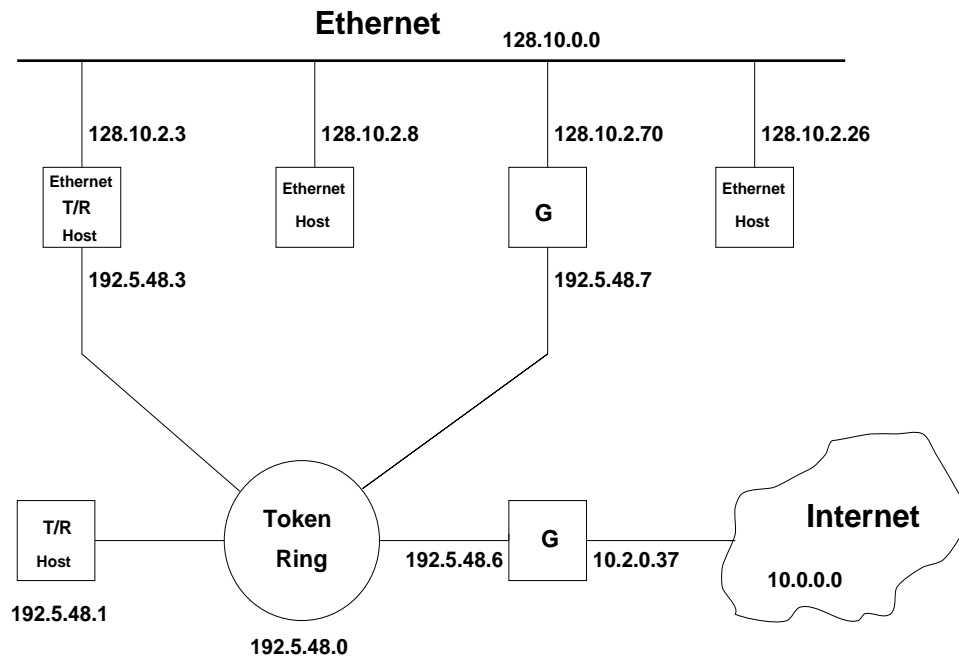 Ethernet
128.10.0.0
128.10.2.3
128.10.2.8
128.10.2.70
128.10.2.26
Ethernet
T/R
Host
Ethernet
Host
G
Ethernet
Host
192.5.48.3
192.5.48.7
T/R
Host
192.5.48.1
Token
Ring
192.5.48.0
192.5.48.6
G
10.2.0.37
Internet
10.0.0.0